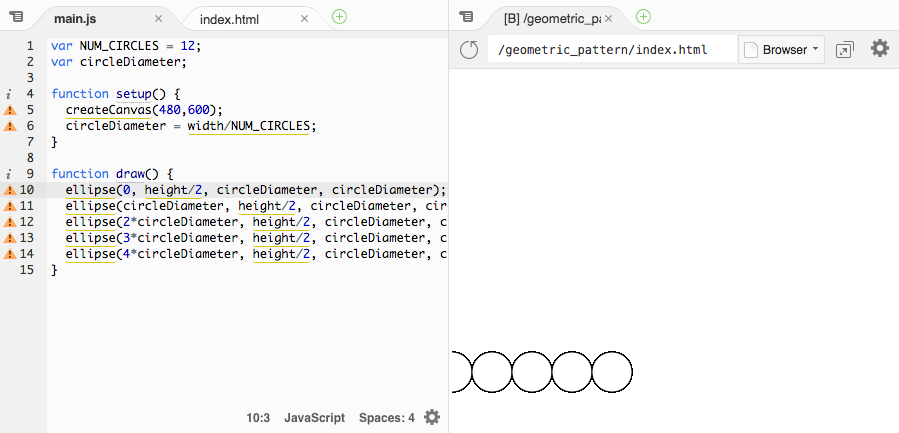 main.js
index.html
[B] /geometric_pa
/geometric_pattern/index.html
Browser
1 var NUM_CIRCLES = 12;
2 var circleDiameter;
3
4 function setup() {
5 createCanvas(480,600);
6 circleDiameter = width/NUM_CIRCLES;
7 }
8
9 function draw() {
10 ellipse(0, height/2, circleDiameter, circleDiameter);
11 ellipse(circleDiameter, height/2, circleDiameter, cir
12 ellipse(2*circleDiameter, height/2, circleDiameter, c
13 ellipse(3*circleDiameter, height/2, circleDiameter, c
14 ellipse(4*circleDiameter, height/2, circleDiameter, c
15 }
10:3 JavaScript Spaces: 4